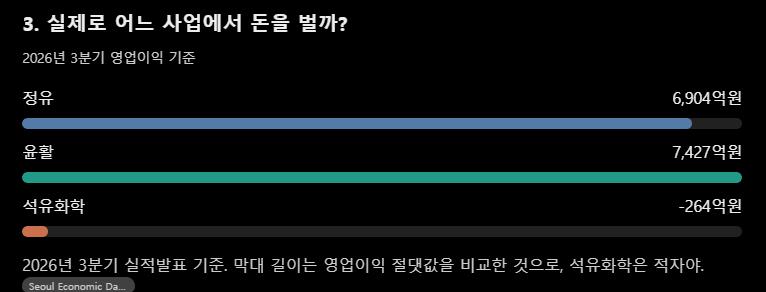 3. 실제로 어느 사업에서 돈을 벌까?
2026년 3분기 영업이익 기준
정유 6,904억원
윤활 7,427억원
석유화학 -264억원
2026년 3분기 실적발표 기준. 막대 길이는 영업이익 절댓값을 비교한 것으로, 석유화학은 적자야.
Seoul Economic Da...